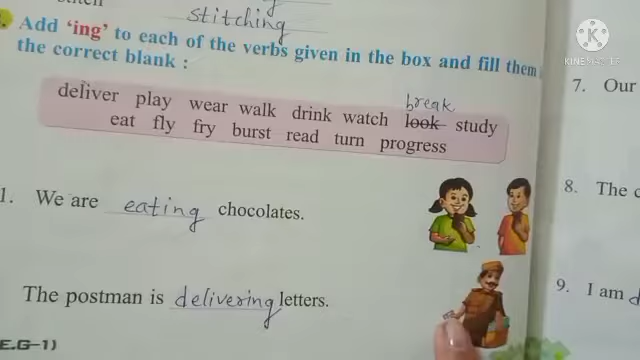 stitching
Add 'ing' to each of the verbs given in the box and fill them
the correct blank :
break
deliver play wear walk drink watch look study
eat fly fry burst read turn progress
1. We are eating chocolates.
The postman is delivering letters.
E.G-1)
7. Our
8. The
9. I am